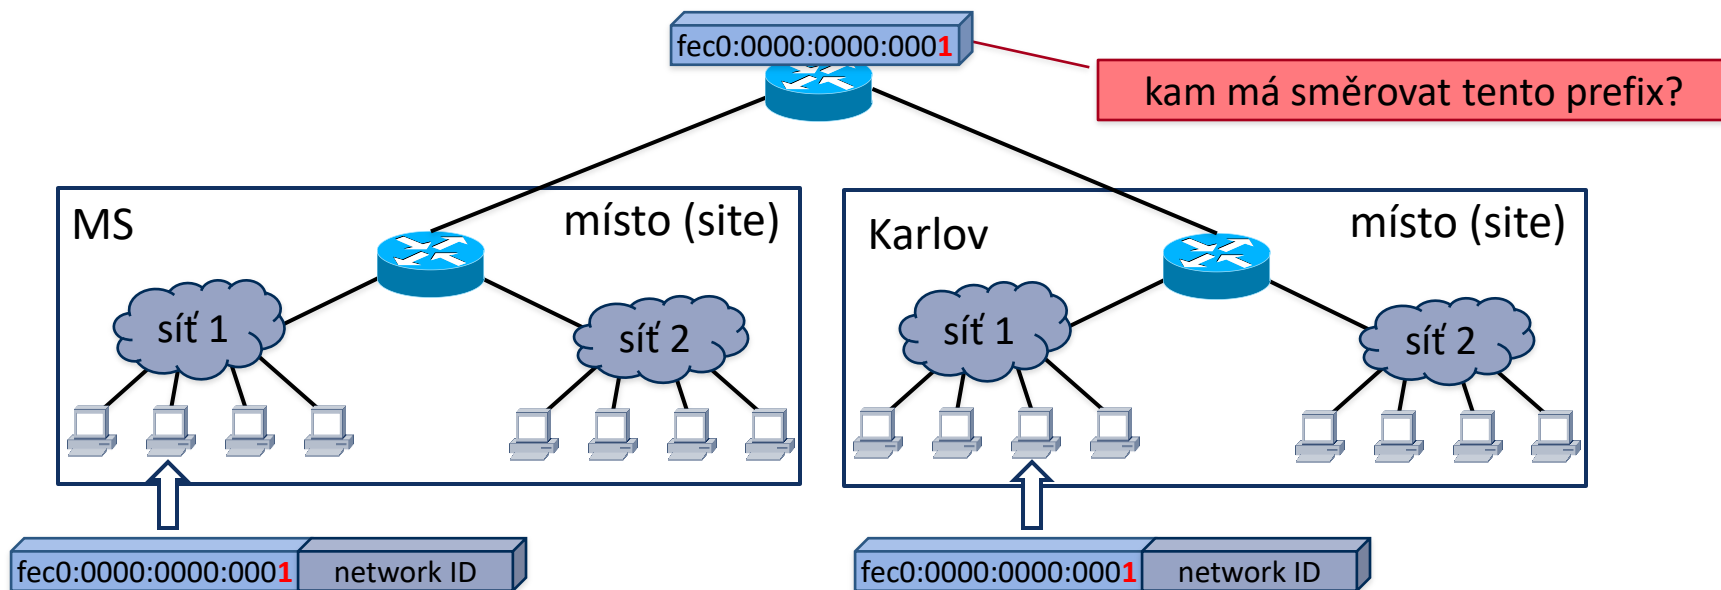 fec0:0000:0000:0001
kam má směrovat tento prefix?
MS
místo (site)
síť 1
síť 2
Karlov
místo (site)
síť 1
síť 2
fec0:0000:0000:0001 network ID
fec0:0000:0000:0001 network ID